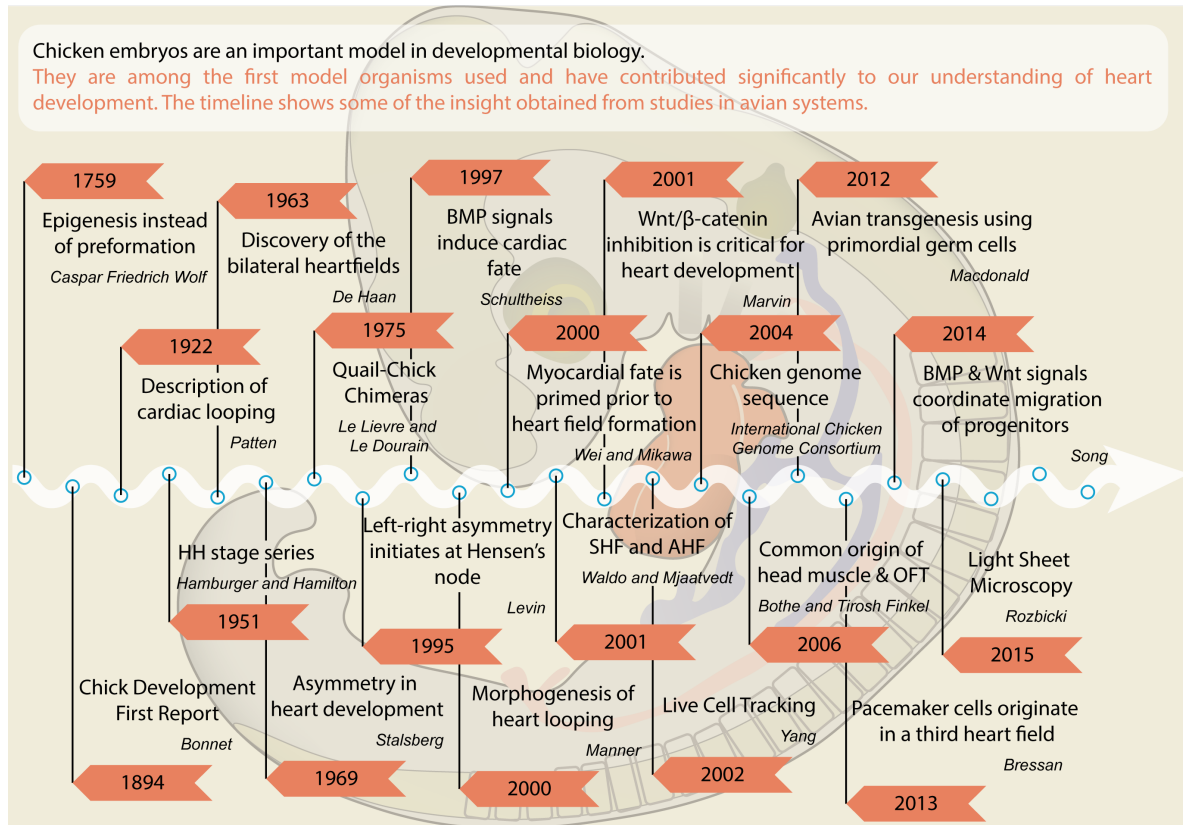 Chicken embryos are an important model in developmental biology.
They are among the first model organisms used and have contributed significantly to our understanding of heart
development. The timeline shows some of the insight obtained from studies in avian systems.
1759
Epigenesis instead
of preformation
Caspar Friedrich Wolf
1963
Discovery of the
bilateral heartfields
De Haan
1997
BMP signals
induce cardiac
fate
Schultheiss
2001
Wnt/β-catenin
inhibition is critical for
heart development
Marvin
2012
Avian transgenesis using
primordial germ cells
Macdonald
1922
Description of
cardiac looping
Patten
1975
Quail-Chick
Chimeras
Le Lievre and
Le Dourain
2000
Myocardial fate is
primed prior to
heart field formation
Wei and Mikawa
2004
Chicken genome
sequence
International Chicken
Genome Consortium
2014
BMP & Wnt signals
coordinate migration
of progenitors
Song
HH stage series
Hamburger and Hamilton
1951
Left-right asymmetry
initiates at Hensen's
node
Levin
1995
Characterization of
SHF and AHF
Waldo and Mjaatvedt
2001
Common origin of
head muscle & OFT
Bothe and Tirosh Finkel
2006
Light Sheet
Microscopy
Rozbicki
2015
Chick Development
First Report
Bonnet
1894
Asymmetry in
heart development
Stalsberg
1969
Morphogenesis of
heart looping
Manner
2000
Live Cell Tracking
Yang
2002
Pacemaker cells originate
in a third heart field
Bressan
2013